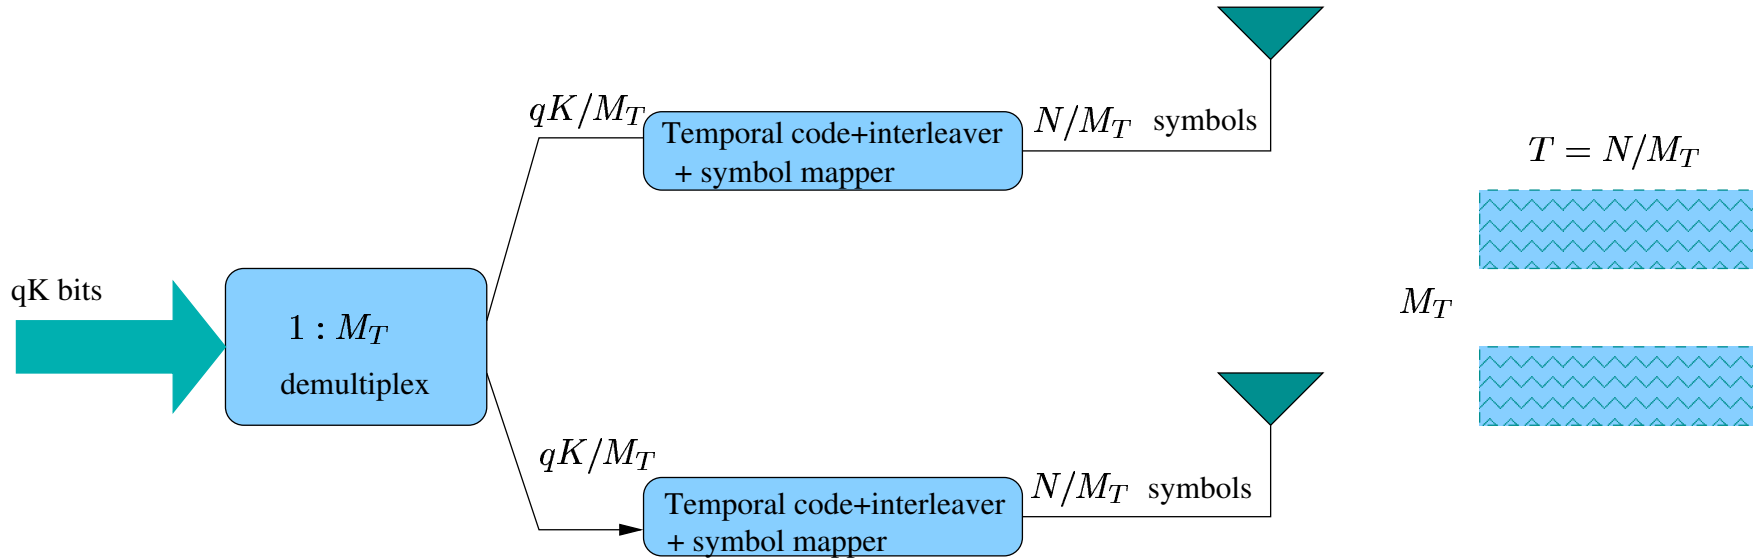 qK bits
1 : M_T
demultiplex
qK/M_T
Temporal code+interleaver
+ symbol mapper
N/M_T symbols
qK/M_T
Temporal code+interleaver
+ symbol mapper
N/M_T symbols
T = N/M_T
M_T